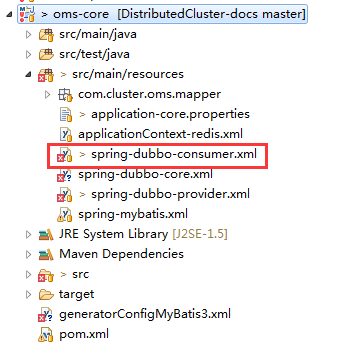 > oms-core [DistributedCluster-docs master]
src/main/java
src/test/java
> src/main/resources
com.cluster.oms.mapper
> application-core.properties
applicationContext-redis.xml
> spring-dubbo-consumer.xml
spring-dubbo-core.xml
> spring-dubbo-provider.xml
spring-mybatis.xml
JRE System Library [J2SE-1.5]
Maven Dependencies
> src
target
generatorConfigMyBatis3.xml
pom.xml